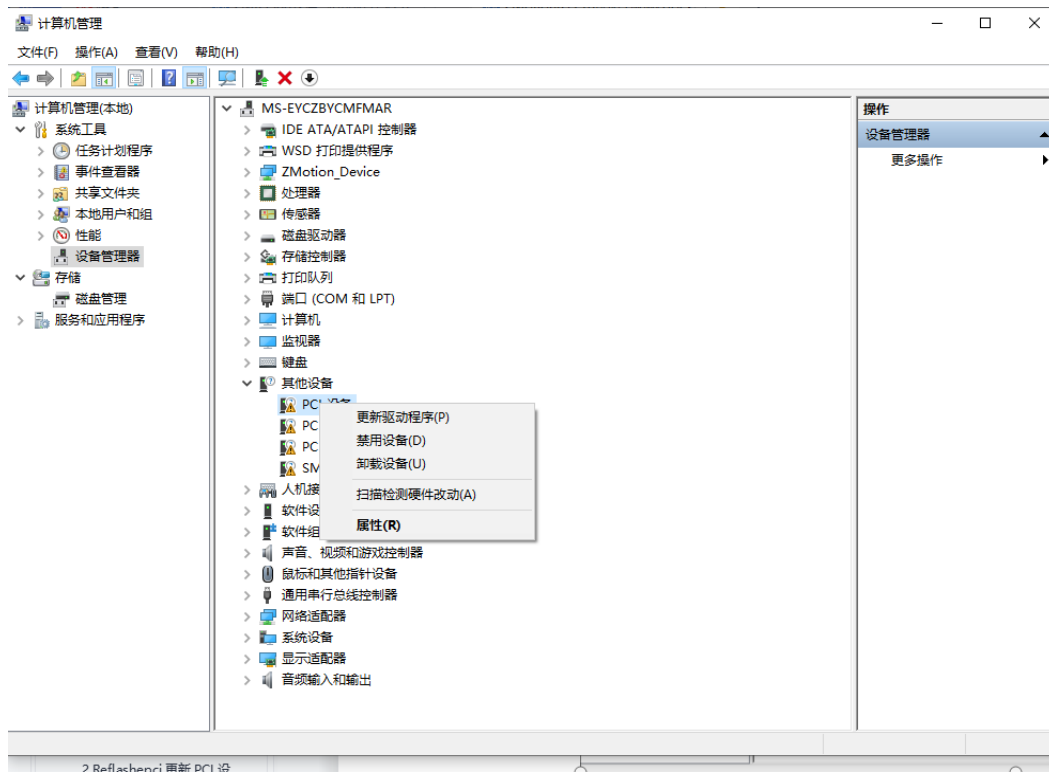 计算机管理
文件(F) 操作(A) 查看(V) 帮助(H)
计算机管理(本地)
系统工具
任务计划程序
事件查看器
共享文件夹
本地用户和组
性能
设备管理器
存储
磁盘管理
服务和应用程序
MS-EYCZBYCMFMAR
IDE ATA/ATAPI 控制器
WSD 打印提供程序
ZMotion_Device
处理器
传感器
磁盘驱动器
存储控制器
打印队列
端口 (COM 和 LPT)
计算机
监视器
键盘
其他设备
PCI 设备
PC
PC
SM
人机接
软件设
软件组
声音、视频和游戏控制器
鼠标和其他指针设备
通用串行总线控制器
网络适配器
系统设备
显示适配器
音频输入和输出
更新驱动程序(P)
禁用设备(D)
卸载设备(U)
扫描检测硬件改动(A)
属性(R)
操作
设备管理器
更多操作
2.Reflashpci 更新 PCI 设